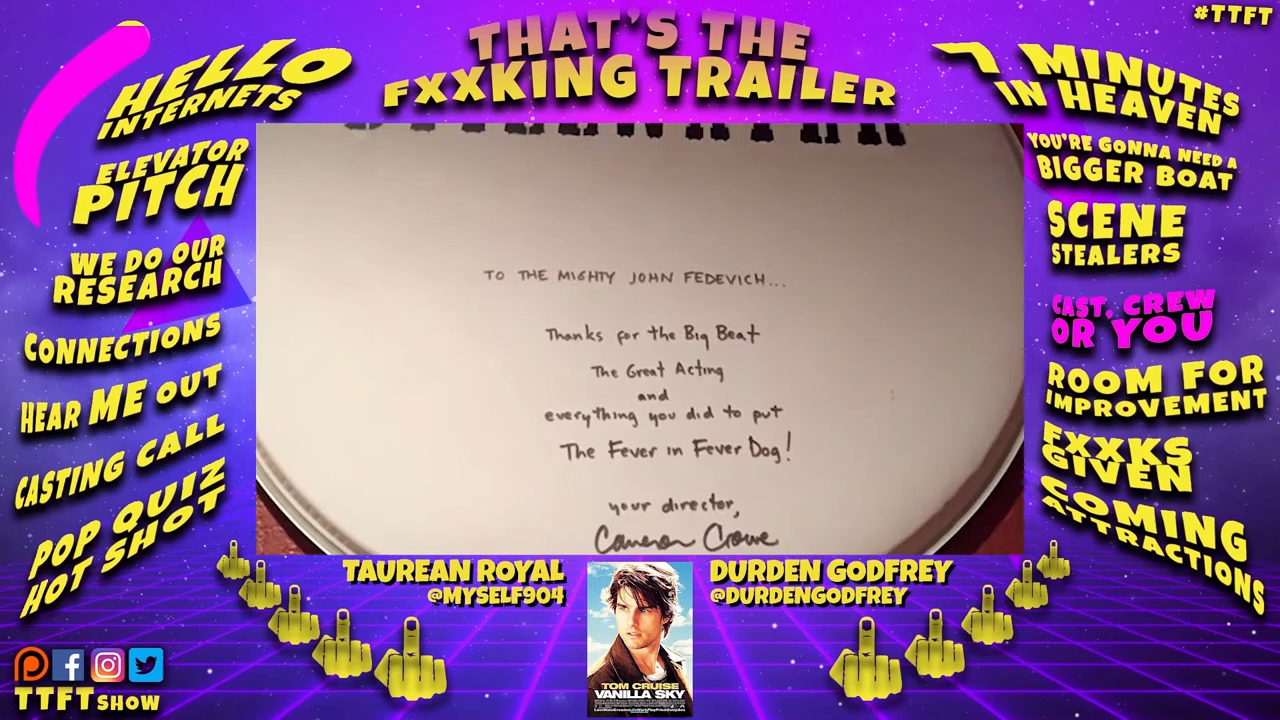 #TTFT
THAT'S THE
FXXKING TRAILER
HELLO
INTERNETS
ELEVATOR
PITCH
WE DO OUR
RESEARCH
CONNECTIONS
HEAR ME OUT
CASTING CALL
POP QUIZ
HOT SHOT
TO THE MIGHTY JOHN FEDEVICH...
Thanks for the Big Beat
The Great Acting
and
everything you did to put
The Fever in Fever Dog!
your director,
Cameron Crowe
7 MINUTES
IN HEAVEN
YOU'RE GONNA NEED A
BIGGER BOAT
SCENE
STEALERS
CAST, CREW
OR YOU
ROOM FOR
IMPROVEMENT
FXXKS
GIVEN
COMING
ATTRACTIONS
TAUREAN ROYAL
@MYSELF904
DURDEN GODFREY
@DURDENGODFREY
TOM CRUISE
VANILLA SKY
TTFTSHOW